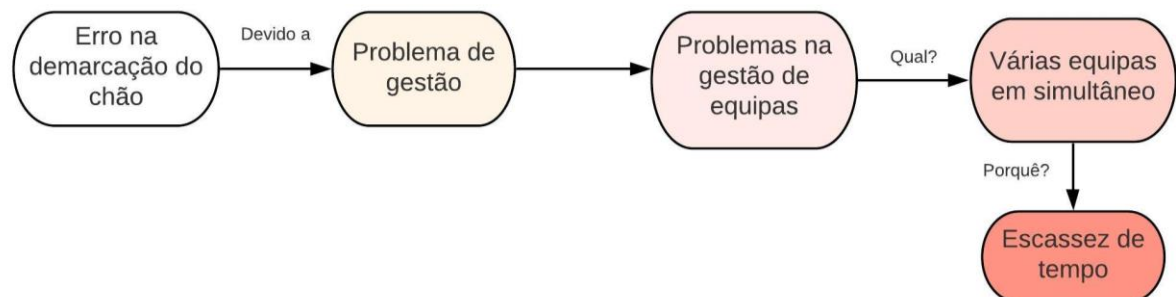 Erro na
demarcação do
chão
Devido a
Problema de
gestão
Problemas na
gestão de
equipas
Qual?
Várias equipas
em simultâneo
Porquê?
Escassez de
tempo